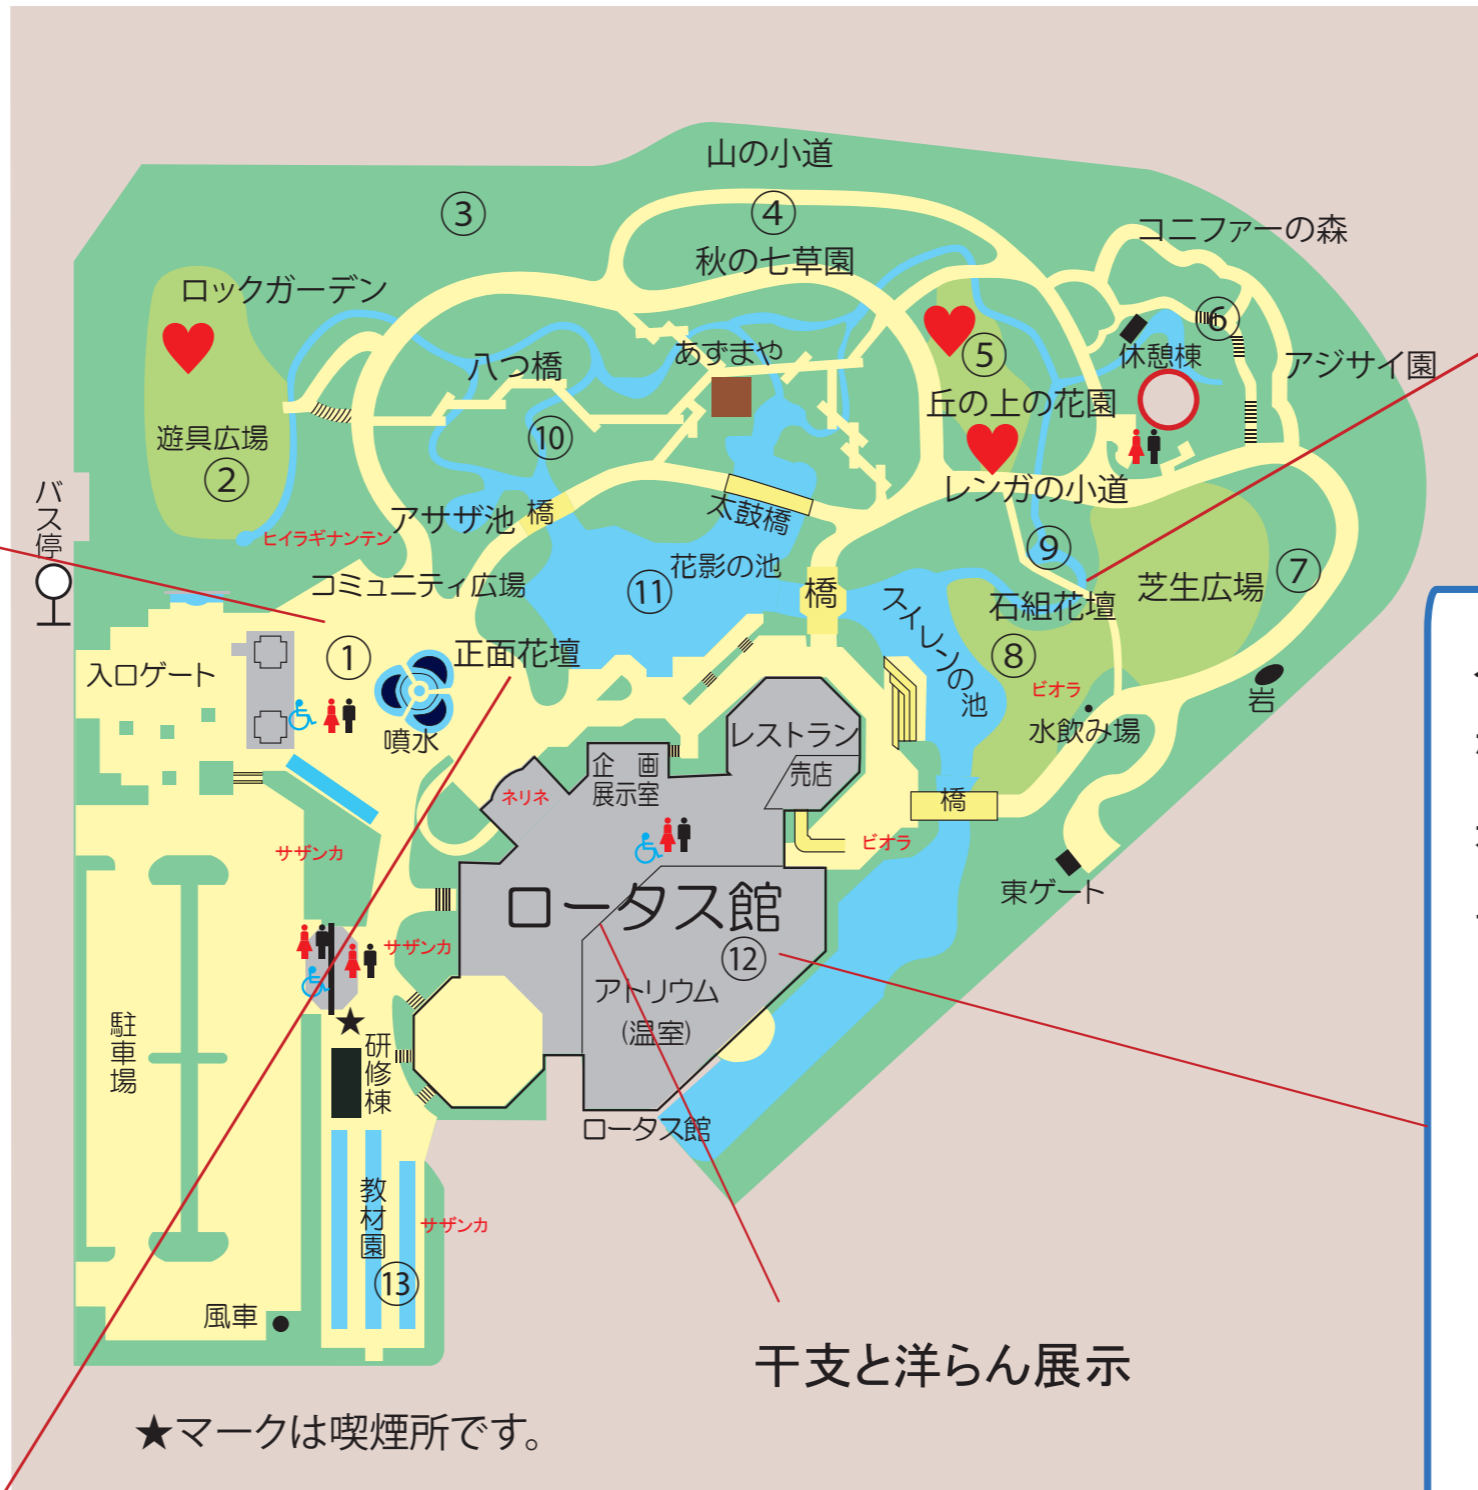 山の小道
③
④
コニファーの森
秋の七草園
ロックガーデン
⑥
あずまや
休憩棟
⑤
アジサイ園
八つ橋
丘の上の花園
遊具広場
②
⑩
レンガの小道
バス停
アサザ池
橋
太鼓橋
ヒイラギナンテン
⑨
花影の池
コミュニティ広場
⑪
橋
⑦
芝生広場
スイレンの池
石組花壇
①
正面花壇
⑧
入口ゲート
ビオラ
岩
噴水
レストラン
水飲み場
企画
展示室
売店
ネリネ
橋
サザンカ
ビオラ
東ゲート
ロータス館
サザンカ
⑫
アトリウム
(温室)
駐車場
★
研修棟
ロータス館
教材園
サザンカ
⑬
風車
干支と洋らん展示
★マークは喫煙所です。